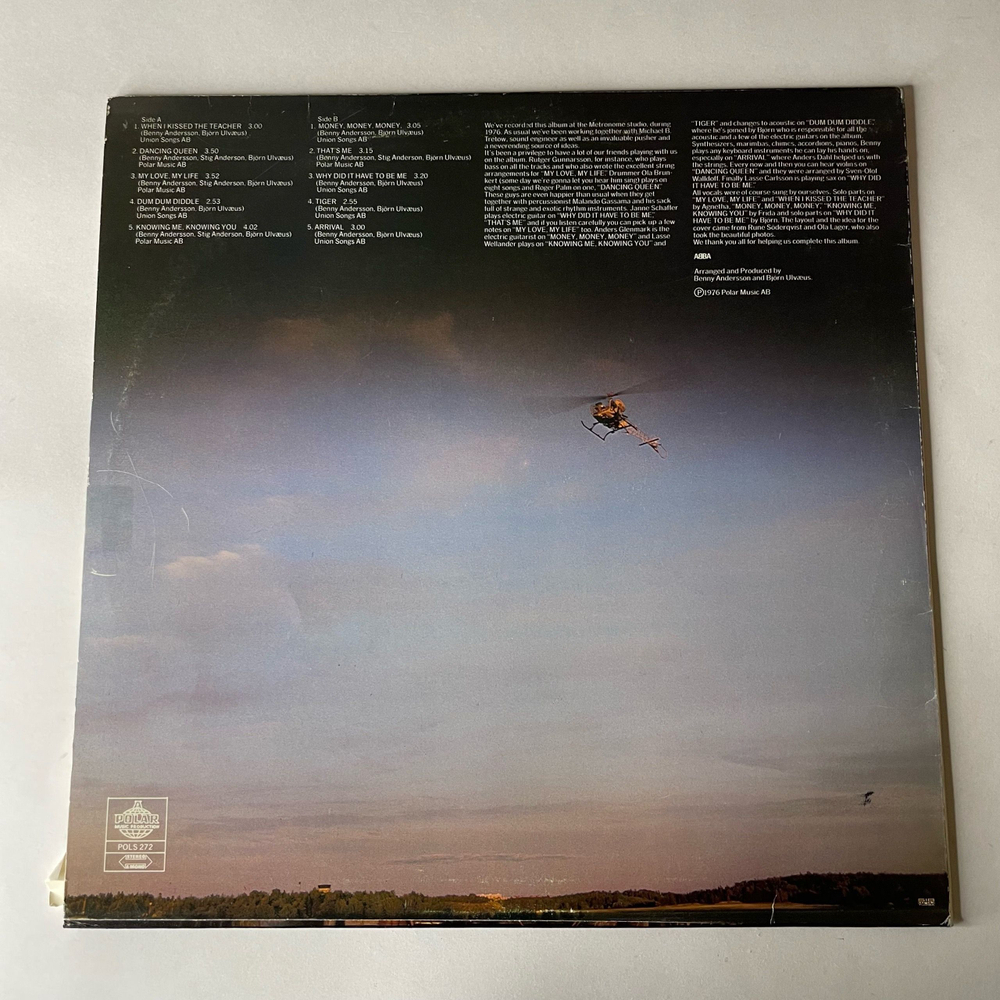 Side A
1. WHEN I KISSED THE TEACHER 3.00
(Benny Andersson, Bjørn Ulvæus)
Union Songs AB
2. DANCING QUEEN 3.50
(Benny Andersson, Stig Anderson, Bjørn Ulvæus)
Polar Music AB
3. MY LOVE, MY LIFE 3.52
(Benny Andersson, Stig Anderson, Bjørn Ulvæus)
Polar Music AB
4. DUM DUM DIDDLE 2.53
(Benny Andersson, Bjørn Ulvæus)
Union Songs AB
5. KNOWING ME, KNOWING YOU 4.02
(Benny Andersson, Stig Anderson, Bjørn Ulvæus)
Polar Music AB
Side B
1. MONEY, MONEY, MONEY, 3.05
(Benny Andersson, Bjørn Ulvæus)
Union Songs AB
2. THAT'S ME 3.15
(Benny Andersson, Stig Anderson, Bjørn Ulvæus)
Polar Music AB
3. WHY DID IT HAVE TO BE ME 3.20
(Benny Andersson, Bjørn Ulvæus)
Union Songs AB
4. TIGER 2.55
(Benny Andersson, Bjørn Ulvæus)
Union Songs AB
5. ARRIVAL 3.00
(Benny Andersson, Bjørn Ulvæus)
Union Songs AB
We've recorded this album at the Metronome studio, during
1976. As usual we've been working together with Michael B.
Tretow, sound engineer as well as an invaluable pusher and
a neverending source of ideas.
It's been a privilege to have a lot of our friends playing with us
on the album. Rutger Gunnarsson, for instance, who plays
bass on all the tracks and who also wrote the excellent string
arrangements for "MY LOVE, MY LIFE." Drummer Ola Brun-
kert (some day we're gonna let you hear him sing) plays on
eight songs and Roger Palm on one, "DANCING QUEEN."
These guys are even happier than usual when they get
together with percussionist Malando Gassama and his sack
full of strange and exotic rhythm instruments. Janne Schaffer
plays electric guitar on "WHY DID IT HAVE TO BE ME,"
"THAT'S ME" and if you listen carefully you can pick up a few
notes on "MY LOVE, MY LIFE" too. Anders Glenmark is the
electric guitarist on "MONEY, MONEY, MONEY" and Lasse
Wellander plays on "KNOWING ME, KNOWING YOU" and
"TIGER" and changes to acoustic on "DUM DUM DIDDLE,"
where he's joined by Bjørn who is responsible for all the
acoustic and a few of the electric guitars on the album.
Synthesizers, marimbas, chimes, accordions, pianos, Benny
plays any keyboard instruments he can lay his hands on,
especially on "ARRIVAL" where Anders Dahl helped us with
the strings. Every now and then you can hear violins on
"DANCING QUEEN" and they were arranged by Sven-Olof
Walldoff. Finally Lasse Carlsson is playing sax on "WHY DID
IT HAVE TO BE ME."
All vocals were of course sung by ourselves. Solo parts on
"MY LOVE, MY LIFE" and "WHEN I KISSED THE TEACHER"
by Agnetha, "MONEY, MONEY, MONEY," "KNOWING ME,
KNOWING YOU" by Frida and solo parts on "WHY DID IT
HAVE TO BE ME" by Bjørn. The layout and the idea for the
cover came from Rune Söderqvist and Ola Lager, who also
took the beautiful photos.
We thank you all for helping us complete this album.
ABBA
Arranged and Produced by
Benny Andersson and Bjørn Ulvæus.
Ⓟ1976 Polar Music AB
POLAR
MUSIC PRODUCTION
POLS 272
STEREO